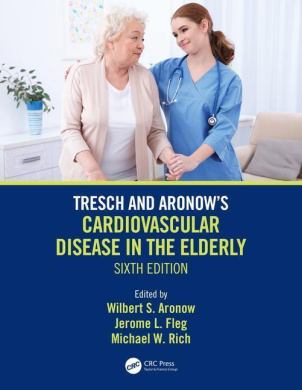 TRESCH AND ARONOW'S
CARDIOVASCULAR
DISEASE IN THE ELDERLY
SIXTH EDITION
Edited by
Wilbert S. Aronow
Jerome L. Fleg
Michael W. Rich
CRC Press
Taylor & Francis Group